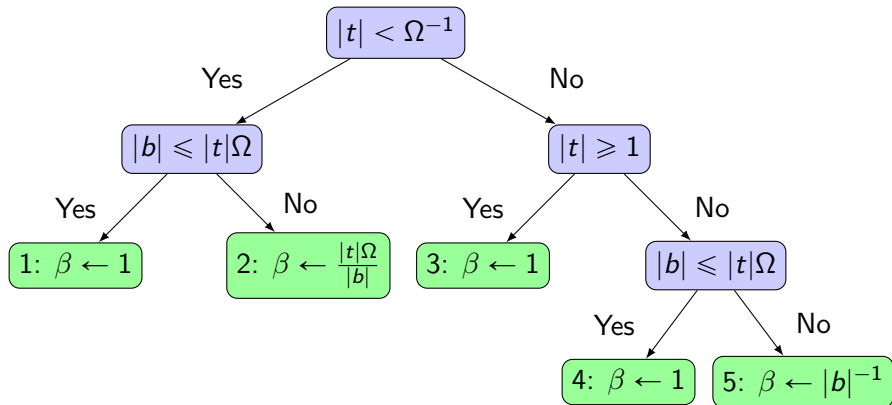 |t| < Ω⁻¹
Yes
No
|b| ⩽ |t|Ω
|t| ⩾ 1
Yes
No
Yes
No
1: β ← 1
2: β ← |t|Ω/|b|
3: β ← 1
|b| ⩽ |t|Ω
Yes
No
4: β ← 1
5: β ← |b|⁻¹